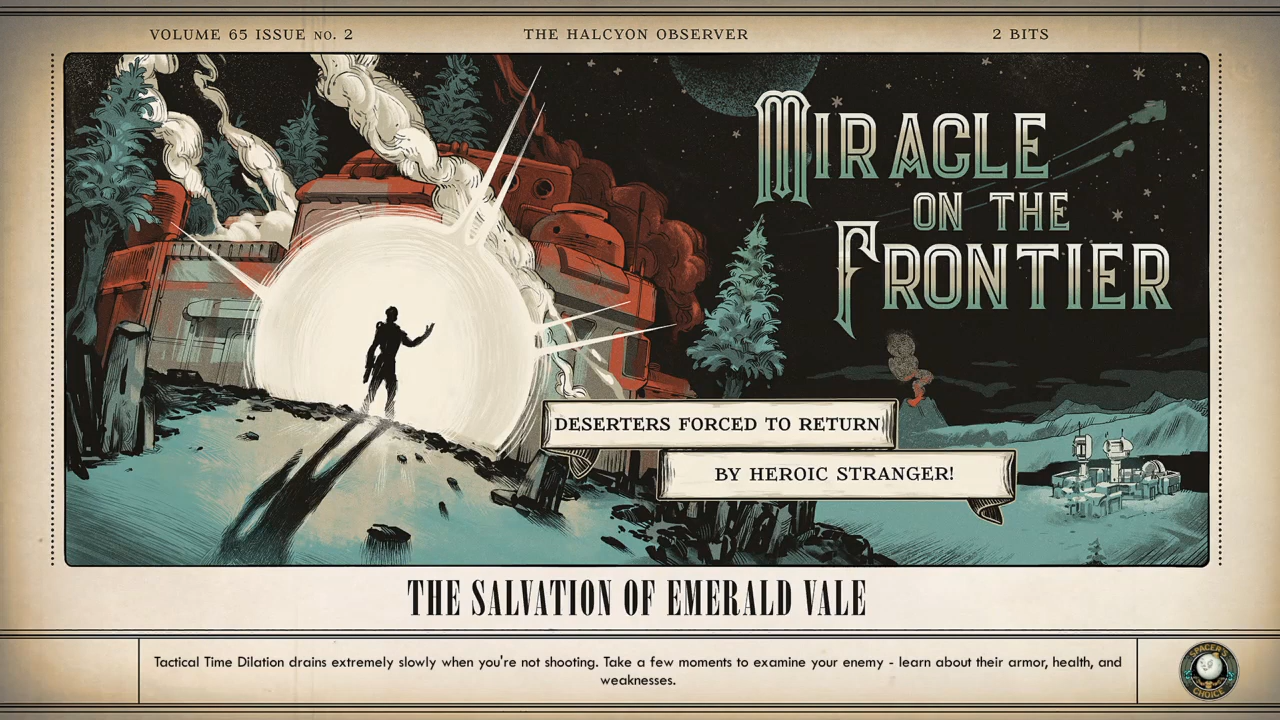 VOLUME 65 ISSUE NO. 2
THE HALCYON OBSERVER
2 BITS
MIRACLE
ON THE
FRONTIER
DESERTERS FORCED TO RETURN
BY HEROIC STRANGER!
THE SALVATION OF EMERALD VALE
Tactical Time Dilation drains extremely slowly when you're not shooting. Take a few moments to examine your enemy - learn about their armor, health, and
weaknesses.
SPACER'S
CHOICE